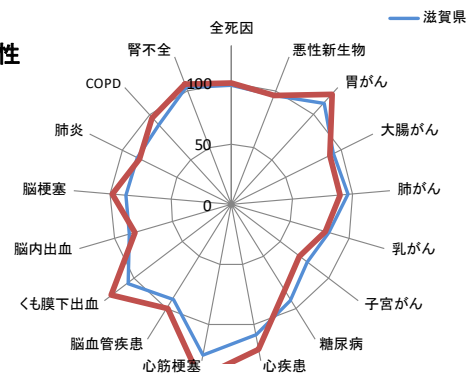 滋賀県
性
全死因
悪性新生物
胃がん
大腸がん
肺がん
乳がん
子宮がん
糖尿病
心疾患
心筋梗塞
脳血管疾患
くも膜下出血
脳内出血
脳梗塞
肺炎
COPD
腎不全
100
50
0